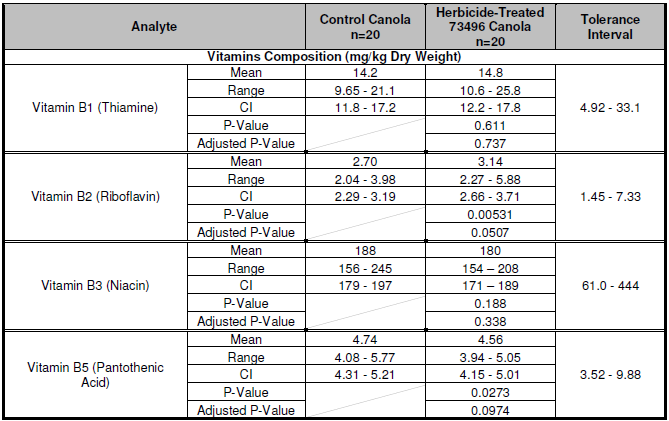 Analyte
Control Canola
n=20
Herbicide-Treated
73496 Canola
n=20
Tolerance
Interval
Vitamins Composition (mg/kg Dry Weight)
Vitamin B1 (Thiamine)
Mean 14.2 14.8
Range 9.65 - 21.1 10.6 - 25.8
CI 11.8 - 17.2 12.2 - 17.8
4.92 - 33.1
P-Value 0.611
Adjusted P-Value 0.737
Vitamin B2 (Riboflavin)
Mean 2.70 3.14
Range 2.04 - 3.98 2.27 - 5.88
CI 2.29 - 3.19 2.66 - 3.71
1.45 - 7.33
P-Value 0.00531
Adjusted P-Value 0.0507
Vitamin B3 (Niacin)
Mean 188 180
Range 156 - 245 154 – 208
CI 179 - 197 171 – 189
61.0 - 444
P-Value 0.188
Adjusted P-Value 0.338
Vitamin B5 (Pantothenic
Acid)
Mean 4.74 4.56
Range 4.08 - 5.77 3.94 - 5.05
CI 4.31 - 5.21 4.15 - 5.01
3.52 - 9.88
P-Value 0.0273
Adjusted P-Value 0.0974